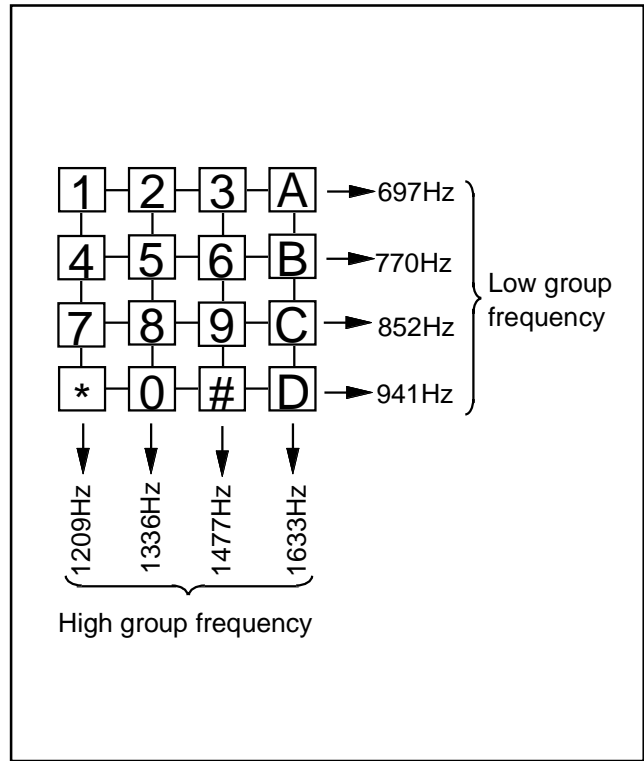 1 2 3 A 697Hz
4 5 6 B 770Hz
Low group
frequency
7 8 9 C 852Hz
* 0 # D 941Hz
1209Hz 1336Hz 1477Hz 1633Hz
High group frequency